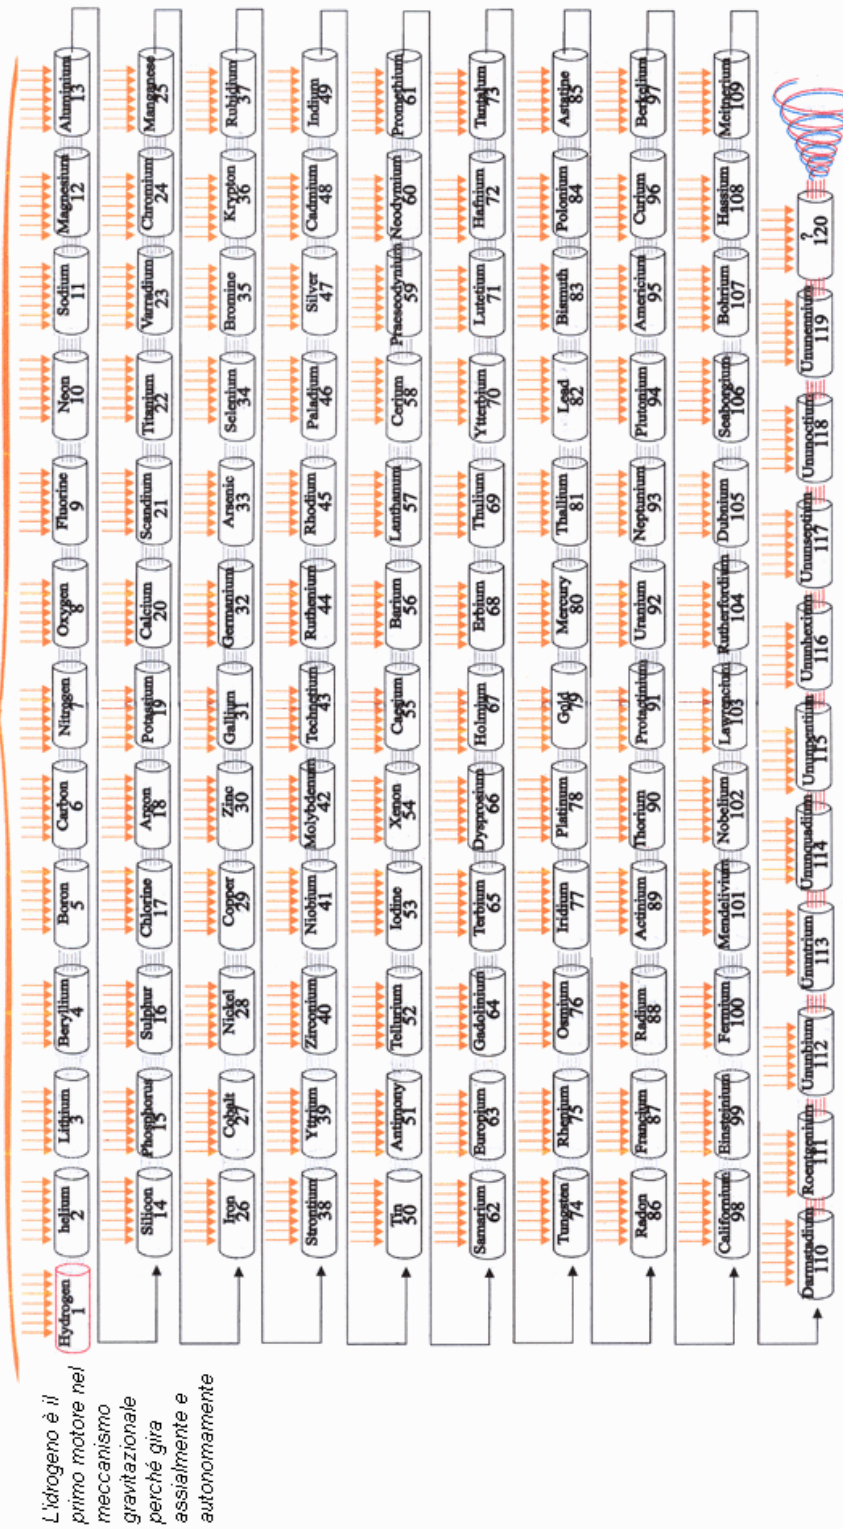 L'idrogeno è il
primo motore nel
meccanismo
gravitazionale
perché gira
assialmente e
autonomamente
Hydrogen
1
helium
2
Lithium
3
Beryllium
4
Boron
5
Carbon
6
Nitrogen
7
Oxygen
8
Fluorine
9
Neon
10
Sodium
11
Magnesium
12
Aluminium
13
Silicon
14
Phosphorus
15
Sulphur
16
Chlorine
17
Argon
18
Potassium
19
Calcium
20
Scandium
21
Titanium
22
Varradium
23
Chromium
24
Manganese
25
Iron
26
Cobalt
27
Nickel
28
Copper
29
Zinc
30
Gallium
31
Germanium
32
Arsenic
33
Selenium
34
Bromine
35
Krypton
36
Rubidium
37
Strontium
38
Yttrium
39
Zirconium
40
Niobium
41
Molybdenum
42
Technetium
43
Ruthenium
44
Rhodium
45
Paladium
46
Silver
47
Cadmium
48
Indium
49
Tin
50
Antimony
51
Tellurium
52
Iodine
53
Xenon
54
55
Barium
56
Lanthanum
57
Cerium
58
Praeseodynium
59
Neodymium
60
Promethium
61
Samarium
62
Europium
63
Gadolinium
64
Terbium
65
Dysprosium
66
Holmium
67
Erbium
68
Thulium
69
Ytterbium
70
Lutetium
71
Hafnium
72
Tantalum
73
Tungsten
74
Rhenium
75
Osmium
76
Iridium
77
Platinum
78
Gold
79
Mercury
80
Thallium
81
Lead
82
Bismuth
83
Polonium
84
Astatine
85
Radon
86
Francium
87
Radium
88
Actinium
89
Thorium
90
Protactinium
91
Uranium
92
Neptunium
93
Plutonium
94
Americium
95
Curium
96
Berkelium
97
Californium
98
Einsteinium
99
Fermium
100
Mendelivium
101
Nobelium
102
Lawrencium
103
Rutherfordium
104
Dubnium
105
Seaborgium
106
Bohrium
107
Hassium
108
Meitnerium
109
Darmstadium
110
Roentgenium
111
Ununbium
112
Ununtrium
113
Ununquadium
114
Ununpentium
115
Ununhexium
116
Ununseptium
117
Ununoctium
118
Ununennium
119
?
120